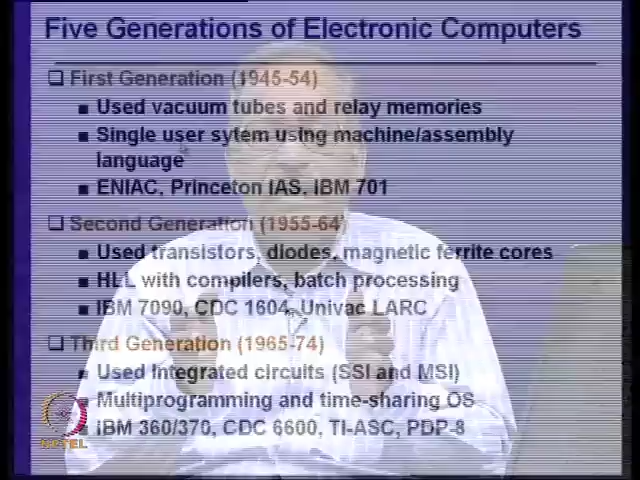 Five Generations of Electronic Computers
First Generation (1945-54)
Used vacuum tubes and relay memories
Single user sytem using machine/assembly
language
ENIAC, Princeton IAS, IBM 701
Second Generation (1955-64)
Used transistors, diodes, magnetic ferrite cores
HLL with compilers, batch processing
IBM 7090, CDC 1604, Univac LARC
Third Generation (1965-74)
Used Integrated circuits (SSI and MSI)
Multiprogramming and time-sharing OS
IBM 360/370, CDC 6600, TI-ASC, PDP-8
NPTEL